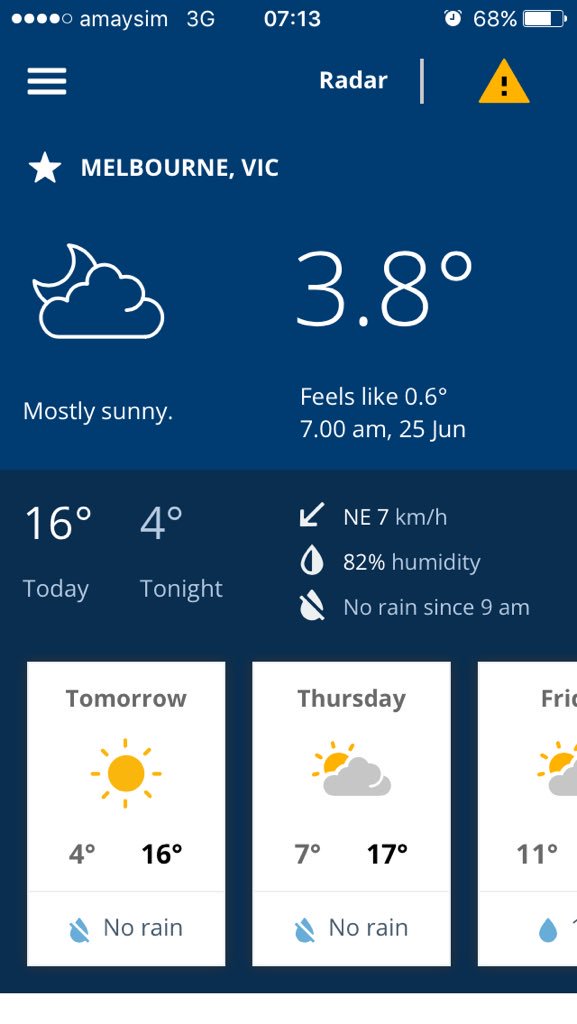 amaysim 3G 07:13 68%
Radar
MELBOURNE, VIC
3.8°
Mostly sunny.
Feels like 0.6°
7.00 am, 25 Jun
16° 4°
Today Tonight
NE 7 km/h
82% humidity
No rain since 9 am
Tomorrow Thursday
4° 16° 7° 17° 11°
No rain No rain